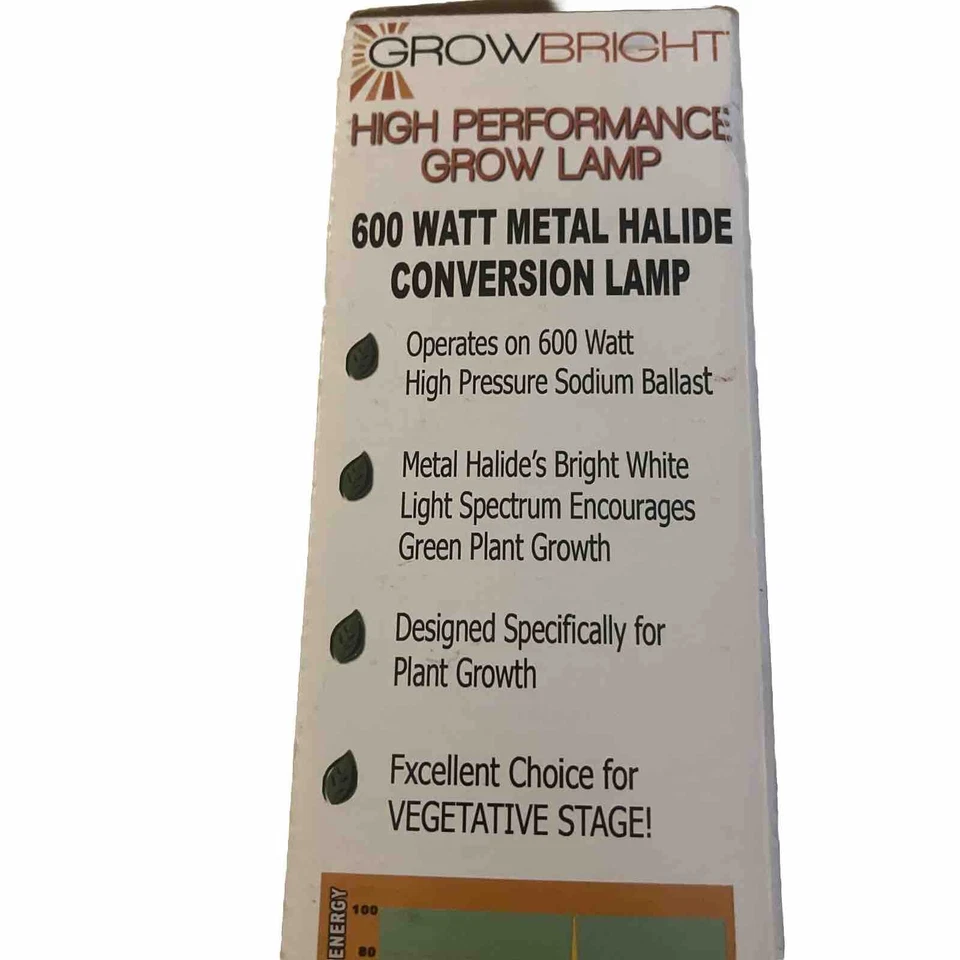 GROWBRIGHT
HIGH PERFORMANCE
GROW LAMP
600 WATT METAL HALIDE
CONVERSION LAMP
Operates on 600 Watt
High Pressure Sodium Ballast
Metal Halide's Bright White
Light Spectrum Encourages
Green Plant Growth
Designed Specifically for
Plant Growth
Fxcellent Choice for
VEGETATIVE STAGE!
ENERGY
100
80